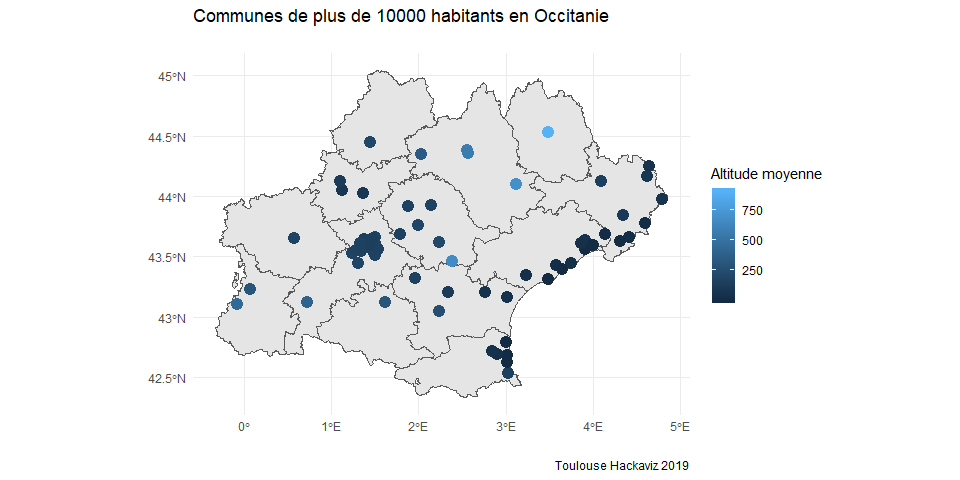 Communes de plus de 10000 habitants en Occitanie
45°N
44.5°N
44°N
43.5°N
43°N
42.5°N
0°
1°E
2°E
3°E
4°E
5°E
Altitude moyenne
750
500
250
Toulouse Hackaviz 2019